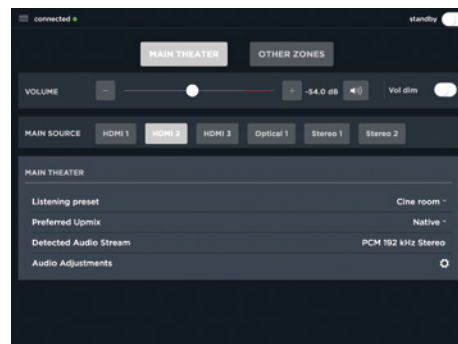 connected
standby
MAIN THEATER
OTHER ZONES
VOLUME - + -54.0 dB Vol dim
MAIN SOURCE HDMI 1 HDMI 2 HDMI 3 Optical 1 Stereo 1 Stereo 2
MAIN THEATER
Listening preset Cine room
Preferred Upmix Native
Detected Audio Stream PCM 192 kHz Stereo
Audio Adjustments